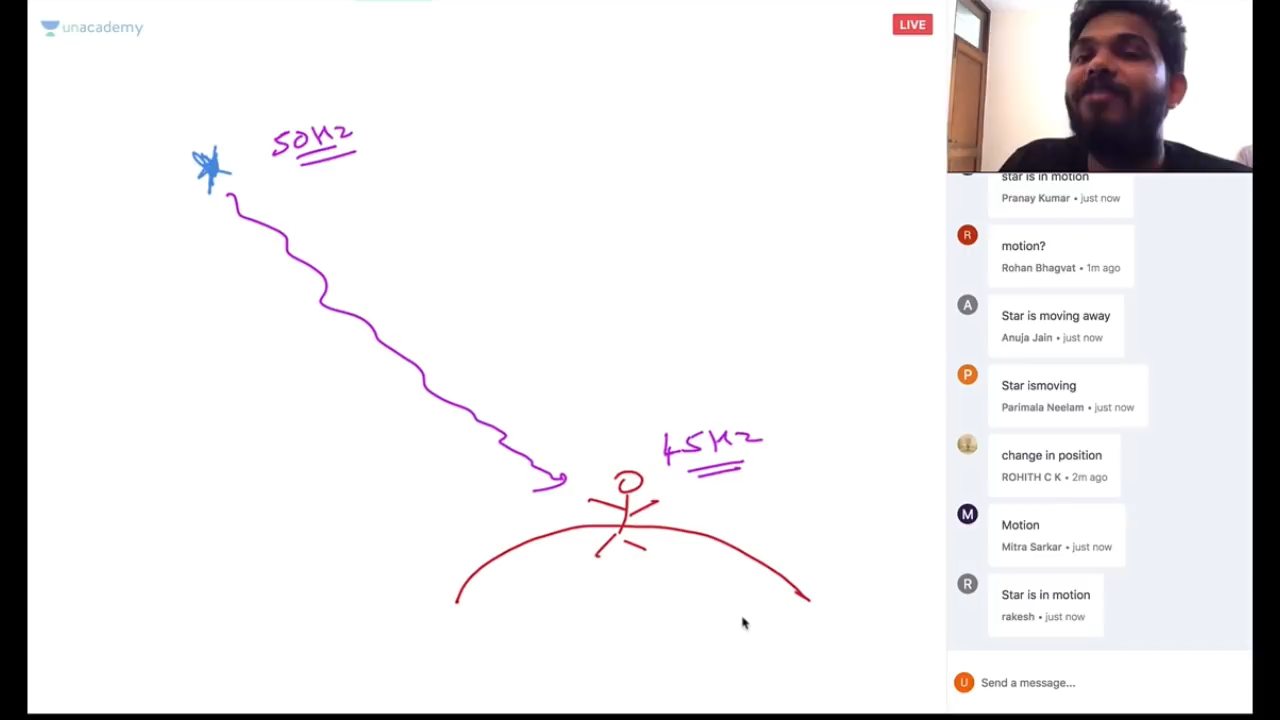 unacademy
LIVE
50Hz
45Hz
star is in motion
Pranay Kumar • just now
R
motion?
Rohan Bhagvat • 1m ago
A
Star is moving away
Anuja Jain • just now
P
Star ismoving
Parimala Neelam • just now
change in position
ROHITH C K • 2m ago
M
Motion
Mitra Sarkar • just now
R
Star is in motion
rakesh • just now
U
Send a message...